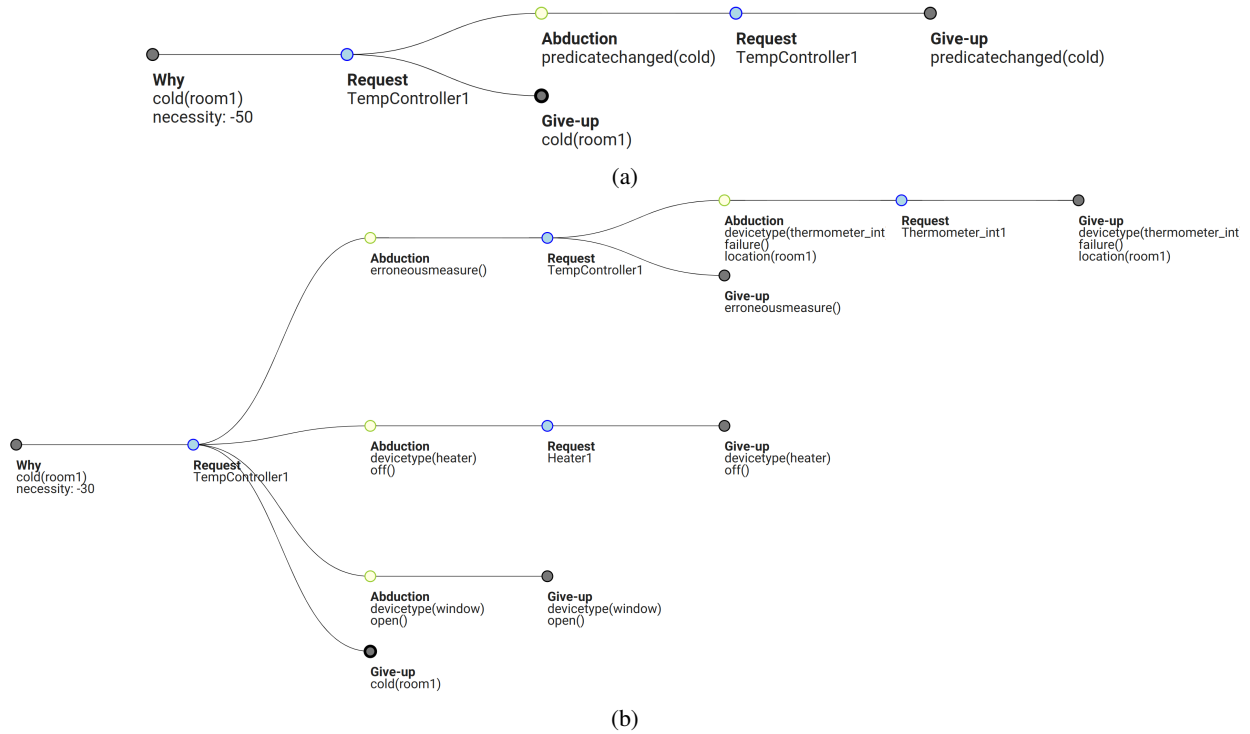 Why
cold(room1)
necessity: -50
Request
TempController1
Abduction
predicatechanged(cold)
Request
TempController1
Give-up
predicatechanged(cold)
Give-up
cold(room1)
(a)
Why
cold(room1)
necessity: -30
Request
TempController1
Abduction
erroneousmeasure()
Request
TempController1
Abduction
devicetype(thermometer_int
failure()
location(room1)
Request
Thermometer_int1
Give-up
devicetype(thermometer_int
failure()
location(room1)
Give-up
erroneousmeasure()
Abduction
devicetype(heater)
off()
Request
Heater1
Give-up
devicetype(heater)
off()
Abduction
devicetype(window)
open()
Give-up
devicetype(window)
open()
Give-up
cold(room1)
(b)